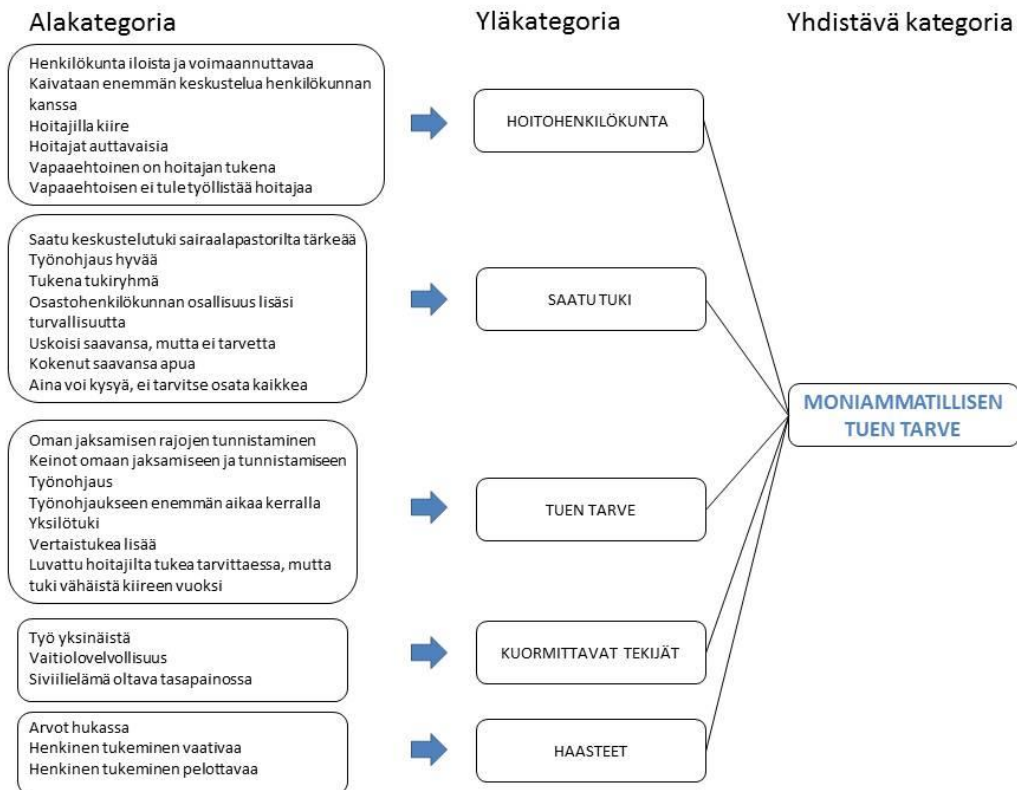 Alakategoria
Yläkategoria
Yhdistävä kategoria
Henkilökunta iloista ja voimaannuttavaa
Kaivataan enemmän keskustelua henkilökunnan
kanssa
Hoitajilla kiire
Hoitajat auttavaisia
Vapaaehtoinen on hoitajan tukena
Vapaaehtoisen ei tule työllistää hoitajaa
HOITOHENKILÖKUNTA
Saatu keskustelutuki sairaalapastorilta tärkeää
Työnohjaus hyvää
Tukena tukiryhmä
Osastohenkilökunnan osallisuus lisäsi
turvallisuutta
Uskoisi saavansa, mutta ei tarvetta
Kokenut saavansa apua
Aina voi kysyä, ei tarvitse osata kaikkea
SAATU TUKI
MONIAMMATILLISEN
TUEN TARVE
Oman jaksamisen rajojen tunnistaminen
Keinot omaan jaksamiseen ja tunnistamiseen
Työnohjaus
Työnohjaukseen enemmän aikaa kerralla
Yksilötuki
Vertaistukea lisää
Luvattu hoitajilta tukea tarvittaessa, mutta
tuki vähäistä kiireen vuoksi
TUEN TARVE
Työ yksinäistä
Vaitiolovelvollisuus
Siviilielämä oltava tasapainossa
KUORMITTAVAT TEKIJÄT
Arvot hukassa
Henkinen tukeminen vaativaa
Henkinen tukeminen pelottavaa
HAASTEET